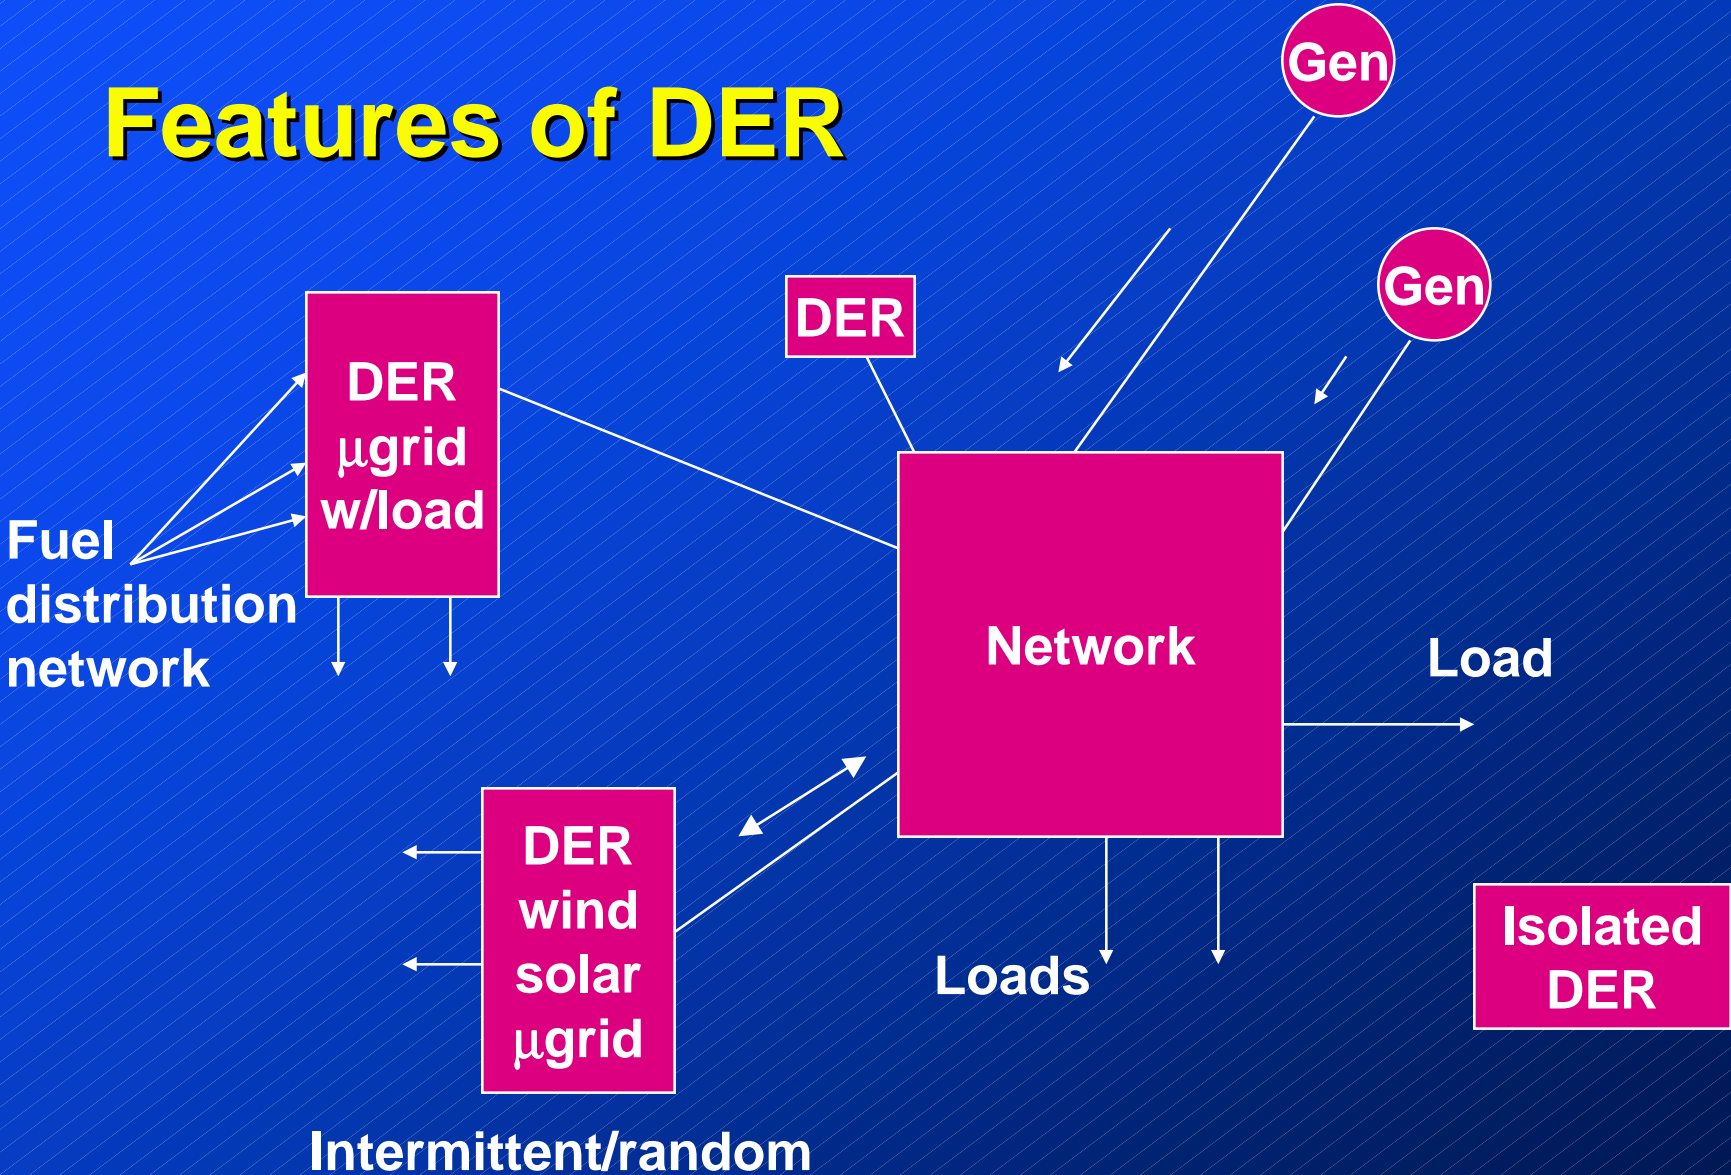 Features of DER
Gen
Gen
DER
DER
μgrid
w/load
Fuel
distribution
network
Network
Load
DER
wind
solar
μgrid
Loads
Isolated
DER
Intermittent/random